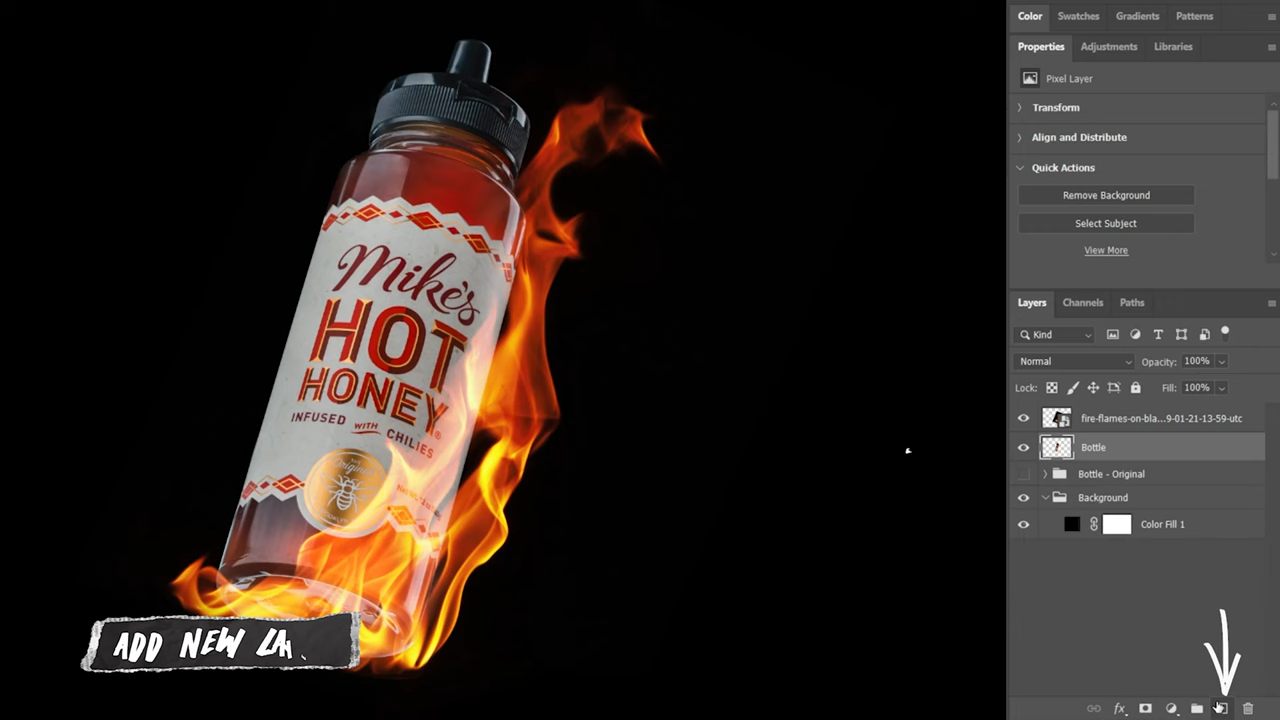 Color Swatches Gradients Patterns
Properties Adjustments Libraries
Pixel Layer
Transform
Align and Distribute
Quick Actions
Remove Background
Select Subject
View More
Layers Channels Paths
Kind
Normal Opacity: 100%
Lock: Fill: 100%
fire-flames-on-bla...9-01-21-13-59-utc
Bottle
Bottle - Original
Background
Color Fill 1
fx
Mike's
HOT
HONEY®
INFUSED WITH CHILIES
Original
ADD NEW LA